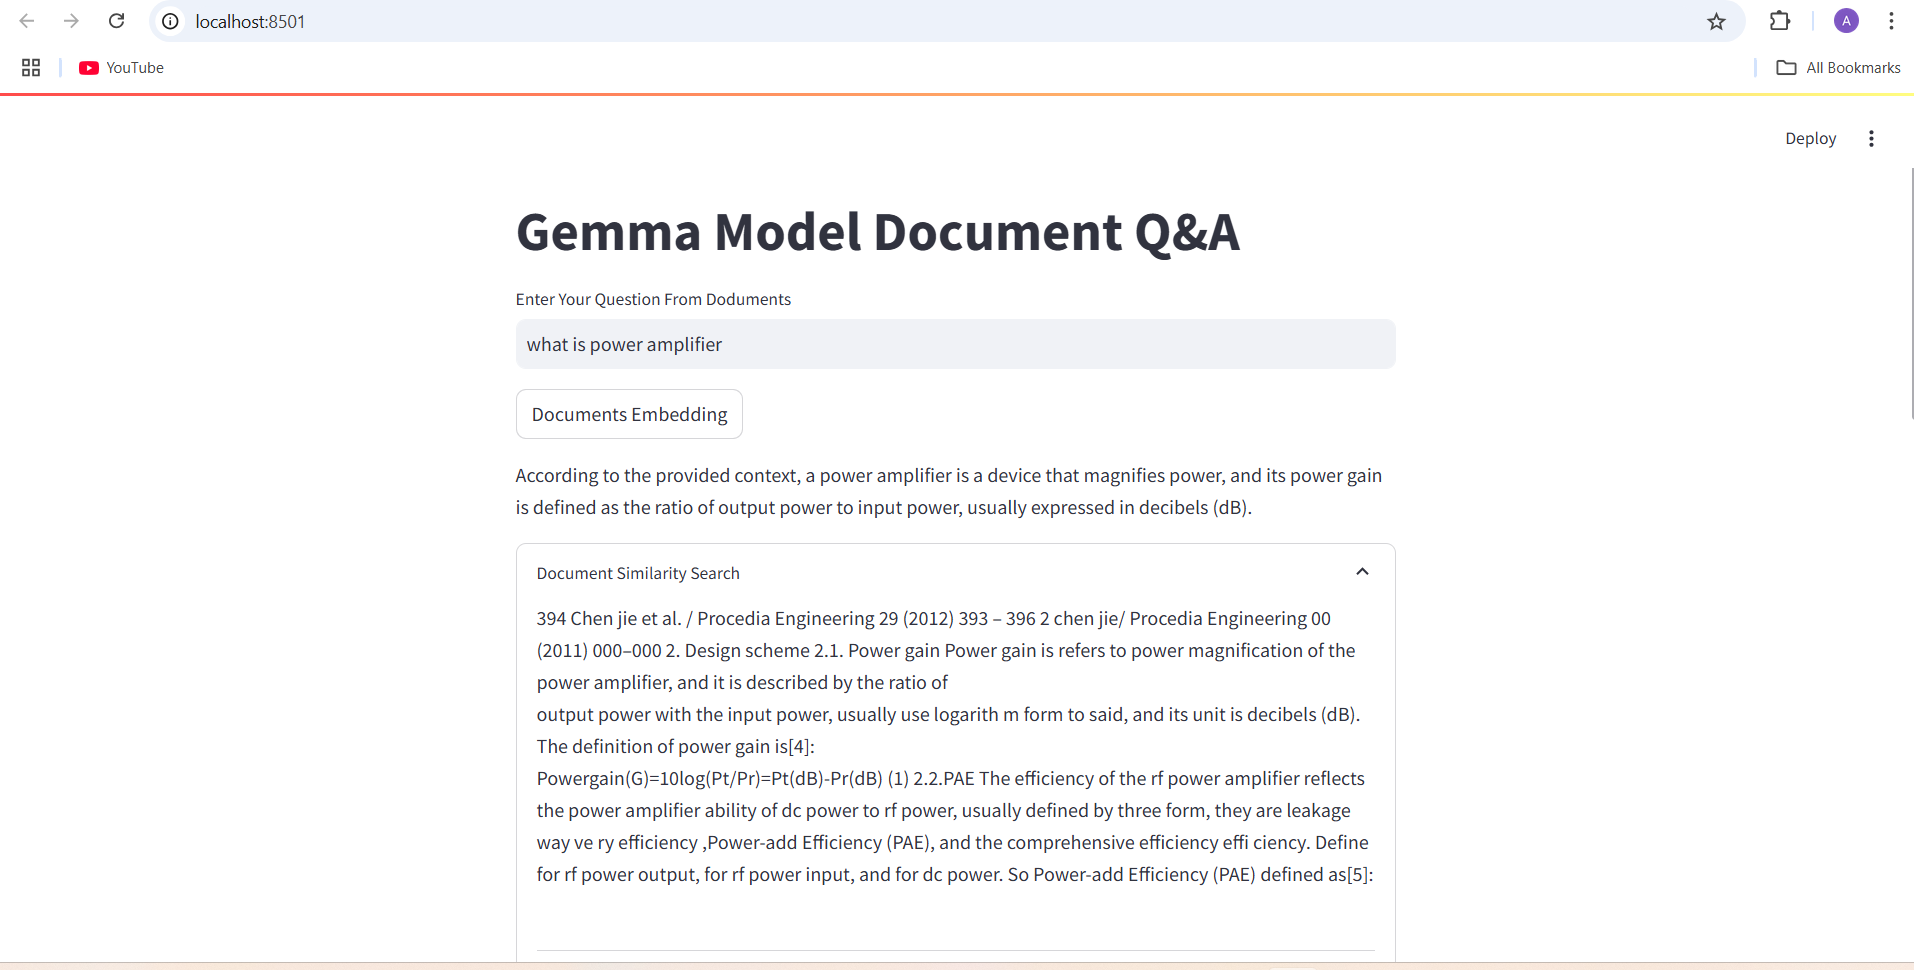 localhost:8501
A
YouTube
All Bookmarks
Deploy
Gemma Model Document Q&A
Enter Your Question From Doduments
what is power amplifier
Documents Embedding
According to the provided context, a power amplifier is a device that magnifies power, and its power gain
is defined as the ratio of output power to input power, usually expressed in decibels (dB).
Document Similarity Search
394 Chen jie et al. / Procedia Engineering 29 (2012) 393 – 396 2 chen jie/ Procedia Engineering 00
(2011) 000–000 2. Design scheme 2.1. Power gain Power gain is refers to power magnification of the
power amplifier, and it is described by the ratio of
output power with the input power, usually use logarith m form to said, and its unit is decibels (dB).
The definition of power gain is[4]:
Powergain(G)=10log(Pt/Pr)=Pt(dB)-Pr(dB) (1) 2.2.PAE The efficiency of the rf power amplifier reflects
the power amplifier ability of dc power to rf power, usually defined by three form, they are leakage
way ve ry efficiency ,Power-add Efficiency (PAE), and the comprehensive efficiency effi ciency. Define
for rf power output, for rf power input, and for dc power. So Power-add Efficiency (PAE) defined as[5]: